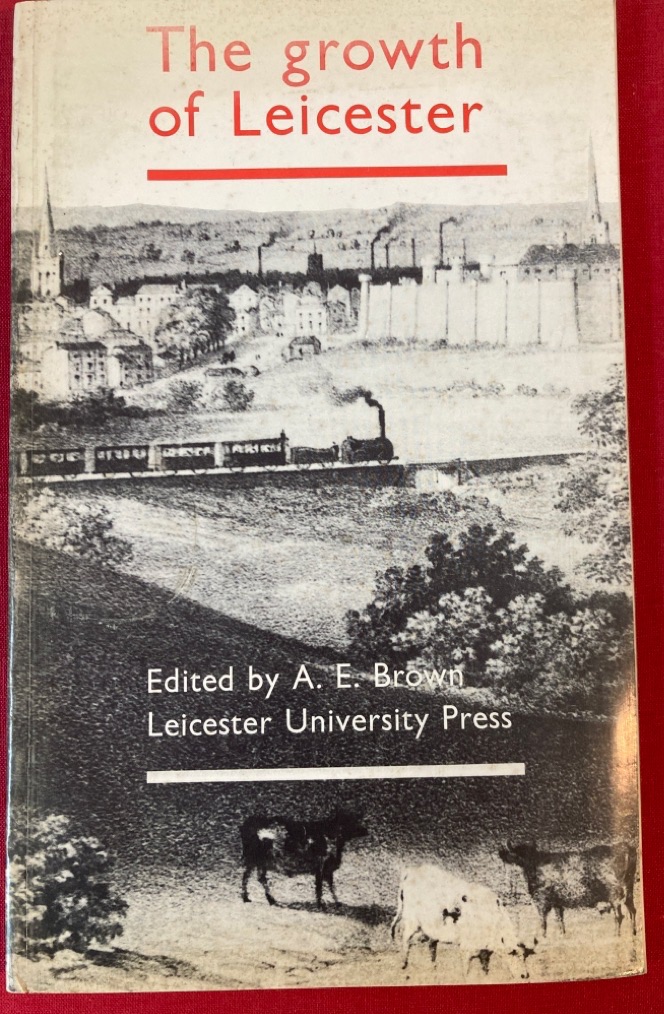 The growth
of Leicester
Edited by A. E. Brown
Leicester University Press